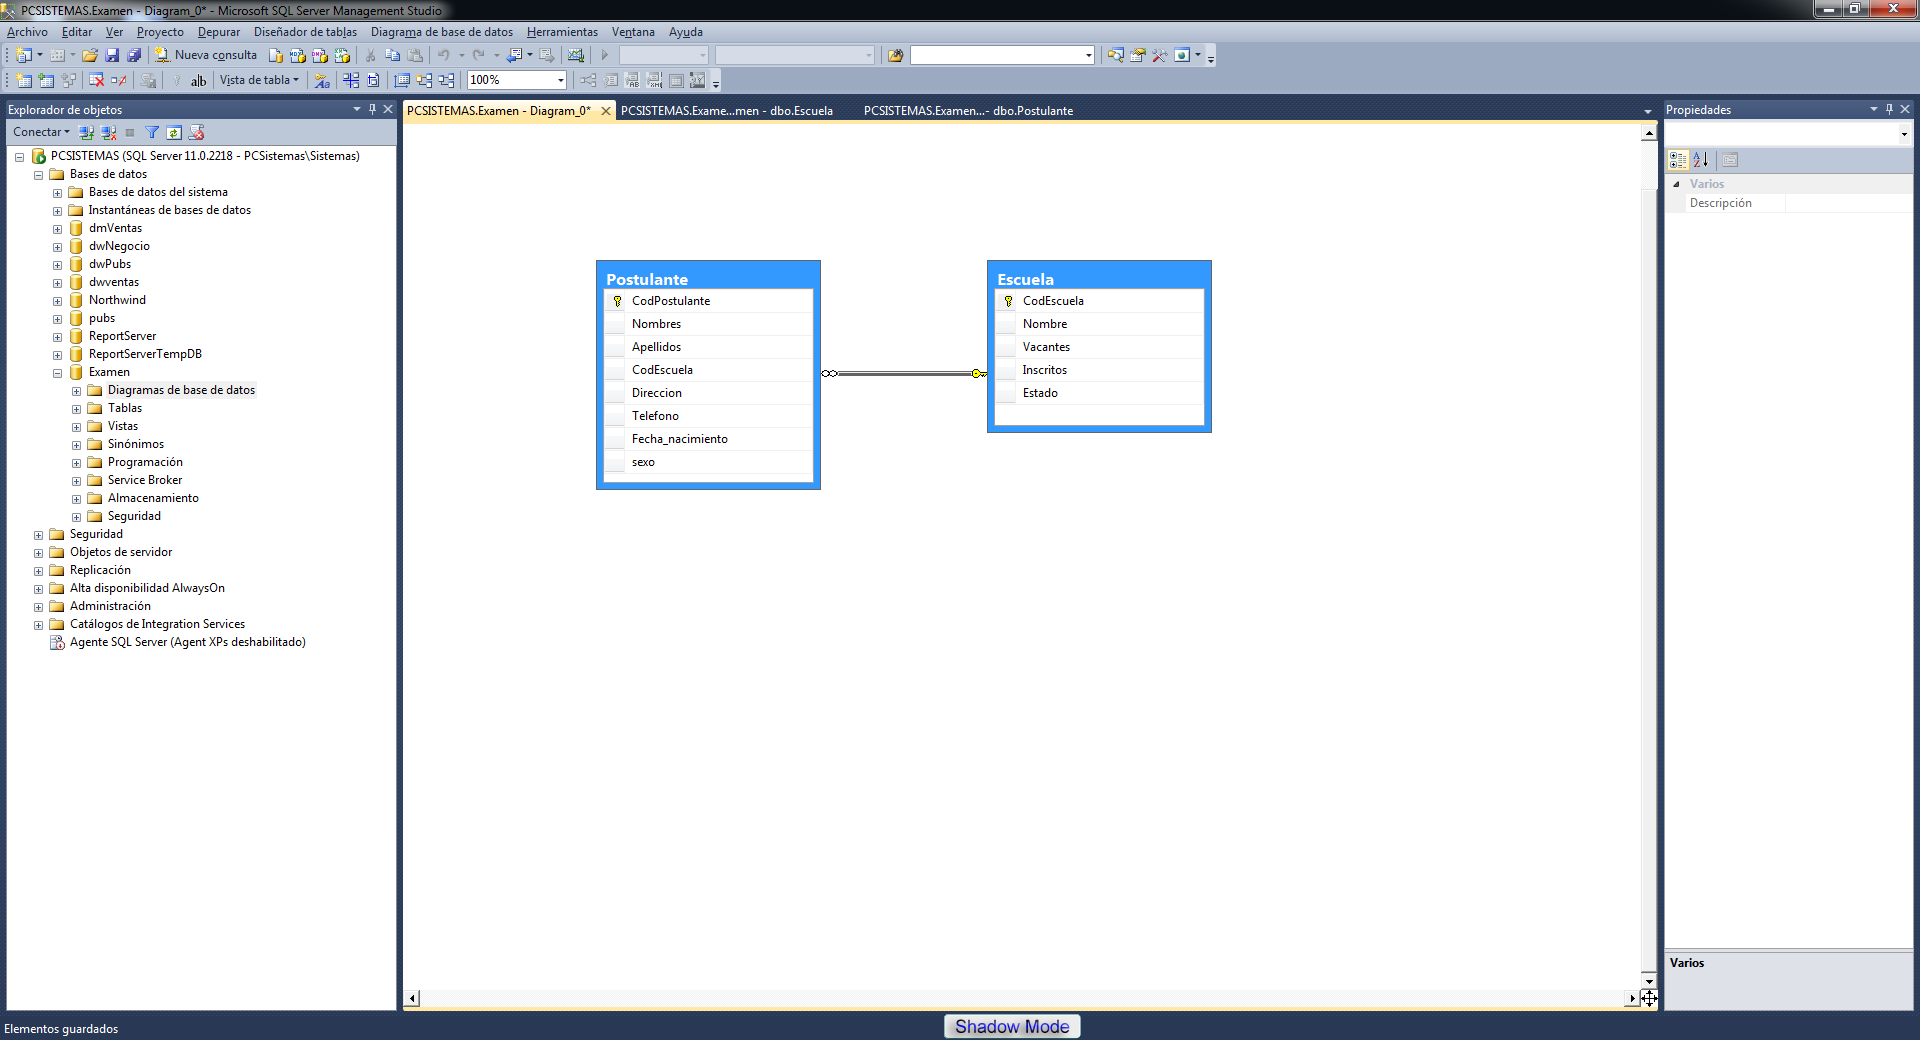 PCSISTEMAS.Examen - Diagram_0* - Microsoft SQL Server Management Studio
Archivo Editar Ver Proyecto Depurar Diseñador de tablas Diagrama de base de datos Herramientas Ventana Ayuda
Nueva consulta
Vista de tabla 100%
Explorador de objetos
Conectar
PCSISTEMAS (SQL Server 11.0.2218 - PCSistemas\Sistemas)
Bases de datos
Bases de datos del sistema
Instantáneas de bases de datos
dmVentas
dwNegocio
dwPubs
dwventas
Northwind
pubs
ReportServer
ReportServerTempDB
Examen
Diagramas de base de datos
Tablas
Vistas
Sinónimos
Programación
Service Broker
Almacenamiento
Seguridad
Seguridad
Objetos de servidor
Replicación
Alta disponibilidad AlwaysOn
Administración
Catálogos de Integration Services
Agente SQL Server (Agent XPs deshabilitado)
PCSISTEMAS.Examen - Diagram_0* PCSISTEMAS.Exame...men - dbo.Escuela PCSISTEMAS.Examen...- dbo.Postulante
Postulante
CodPostulante
Nombres
Apellidos
CodEscuela
Direccion
Telefono
Fecha_nacimiento
sexo
Escuela
CodEscuela
Nombre
Vacantes
Inscritos
Estado
Propiedades
Varios
Descripción
Varios
Elementos guardados
Shadow Mode